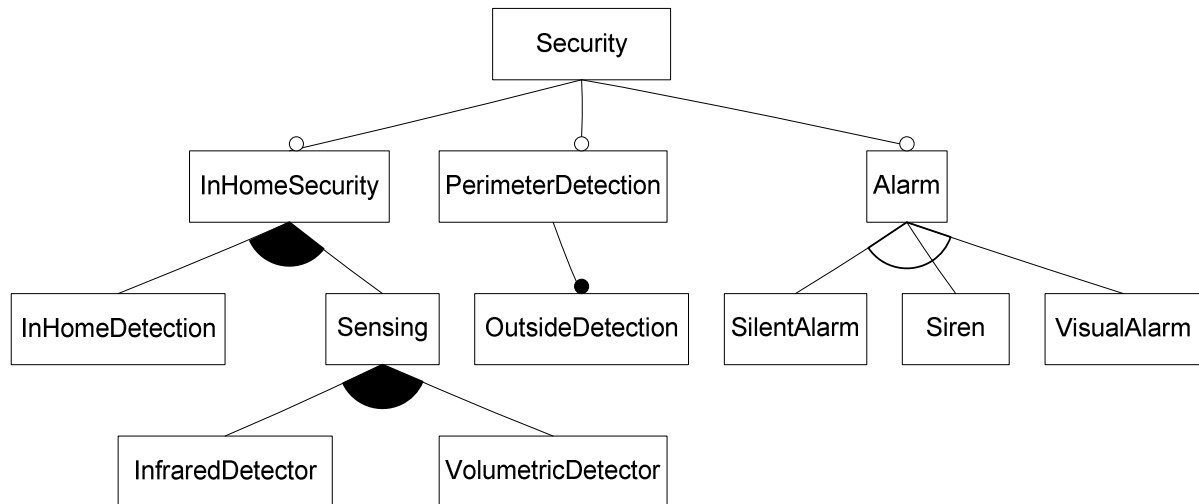 Security
InHomeSecurity
PerimeterDetection
Alarm
InHomeDetection
Sensing
OutsideDetection
SilentAlarm
Siren
VisualAlarm
InfraredDetector
VolumetricDetector